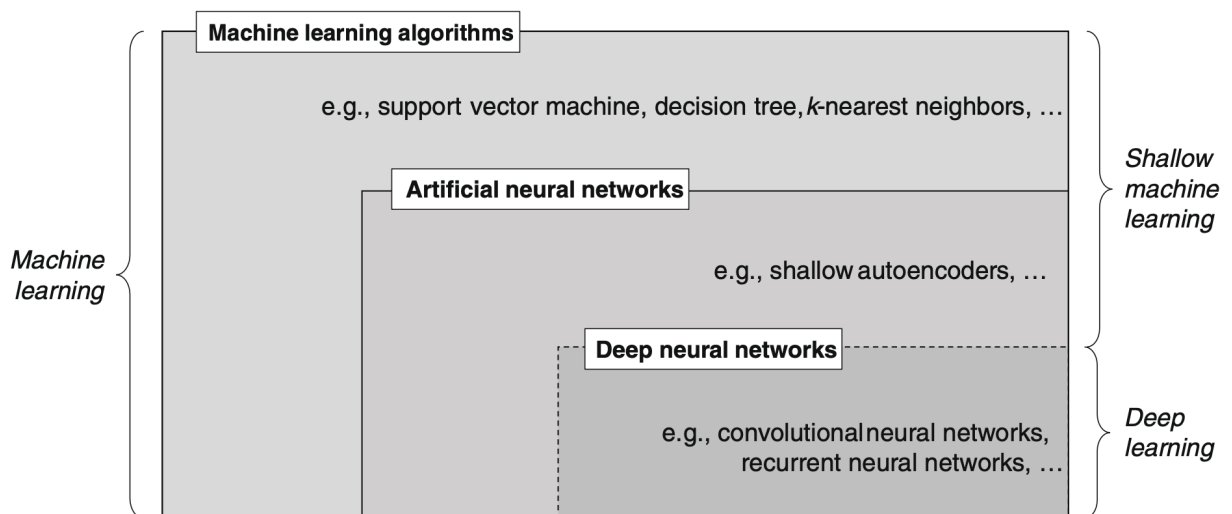 Machine learning algorithms
e.g., support vector machine, decision tree, k-nearest neighbors, …
Artificial neural networks
e.g., shallow autoencoders, …
Deep neural networks
e.g., convolutional neural networks,
recurrent neural networks, …
Machine
learning
Shallow
machine
learning
Deep
learning